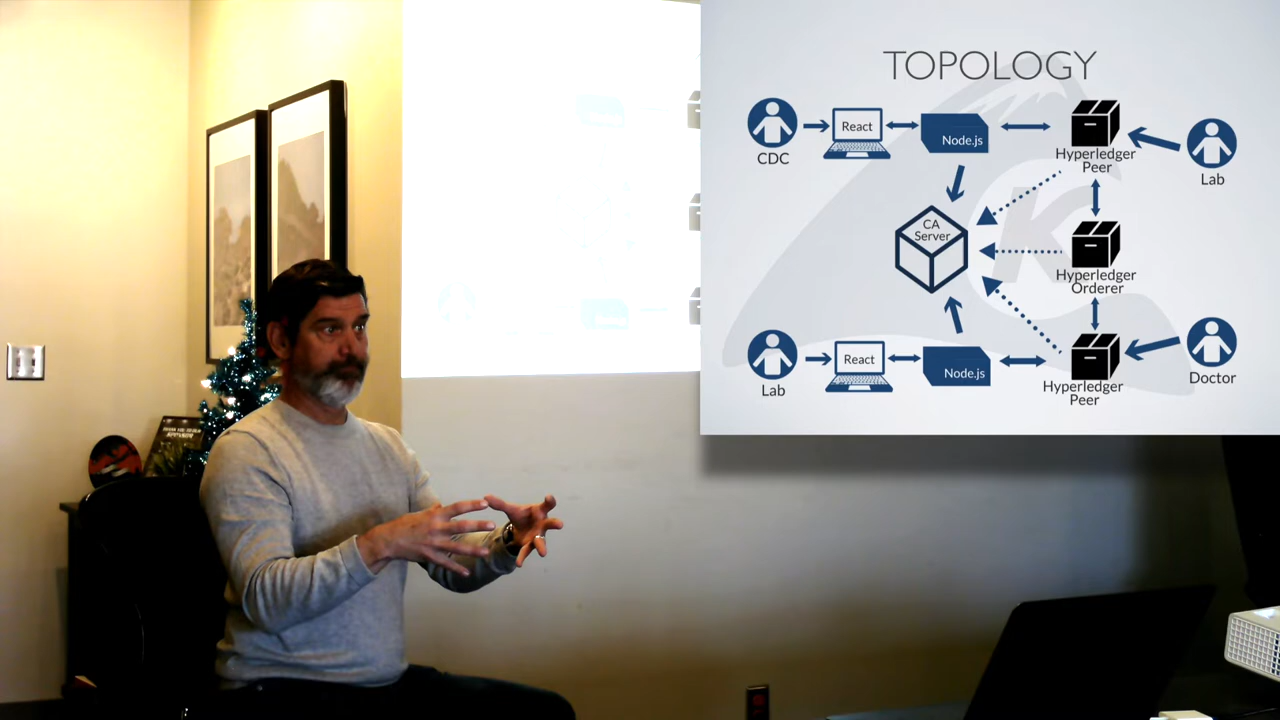 TOPOLOGY
CDC
React
Node.js
Hyperledger
Peer
Lab
CA
Server
Hyperledger
Orderer
Lab
React
Node.js
Hyperledger
Peer
Doctor